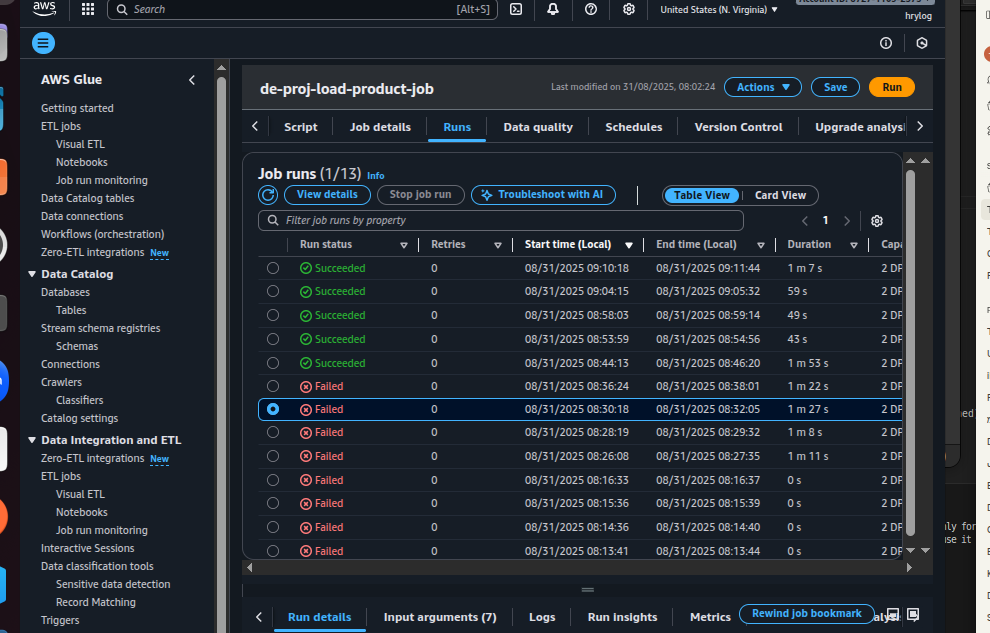 aws
Search [Alt+S]
United States (N. Virginia)
hrylog
AWS Glue
Getting started
ETL jobs
Visual ETL
Notebooks
Job run monitoring
Data Catalog tables
Data connections
Workflows (orchestration)
Zero-ETL integrations New
Data Catalog
Databases
Tables
Stream schema registries
Schemas
Connections
Crawlers
Classifiers
Catalog settings
Data Integration and ETL
Zero-ETL integrations New
ETL jobs
Visual ETL
Notebooks
Job run monitoring
Interactive Sessions
Data classification tools
Sensitive data detection
Record Matching
Triggers
de-proj-load-product-job
Last modified on 31/08/2025, 08:02:24
Actions Save Run
Script Job details Runs Data quality Schedules Version Control Upgrade analysi
Job runs (1/13) Info
View details Stop job run Troubleshoot with AI Table View Card View
Filter job runs by property 1
Run status Retries Start time (Local) End time (Local) Duration Capa
Succeeded 0 08/31/2025 09:10:18 08/31/2025 09:11:44 1 m 7 s 2 DP
Succeeded 0 08/31/2025 09:04:15 08/31/2025 09:05:32 59 s 2 DP
Succeeded 0 08/31/2025 08:58:03 08/31/2025 08:59:14 49 s 2 DP
Succeeded 0 08/31/2025 08:53:59 08/31/2025 08:54:56 43 s 2 DP
Succeeded 0 08/31/2025 08:44:13 08/31/2025 08:46:20 1 m 53 s 2 DP
Failed 0 08/31/2025 08:36:24 08/31/2025 08:38:01 1 m 22 s 2 DP
Failed 0 08/31/2025 08:30:18 08/31/2025 08:32:05 1 m 27 s 2 DP
Failed 0 08/31/2025 08:28:19 08/31/2025 08:29:32 1 m 8 s 2 DP
Failed 0 08/31/2025 08:26:08 08/31/2025 08:27:35 1 m 11 s 2 DP
Failed 0 08/31/2025 08:16:33 08/31/2025 08:16:37 0 s 2 DP
Failed 0 08/31/2025 08:15:36 08/31/2025 08:15:39 0 s 2 DP
Failed 0 08/31/2025 08:14:36 08/31/2025 08:14:40 0 s 2 DP
Failed 0 08/31/2025 08:13:41 08/31/2025 08:13:44 0 s 2 DP
Run details Input arguments (7) Logs Run insights Metrics Rewind job bookmark